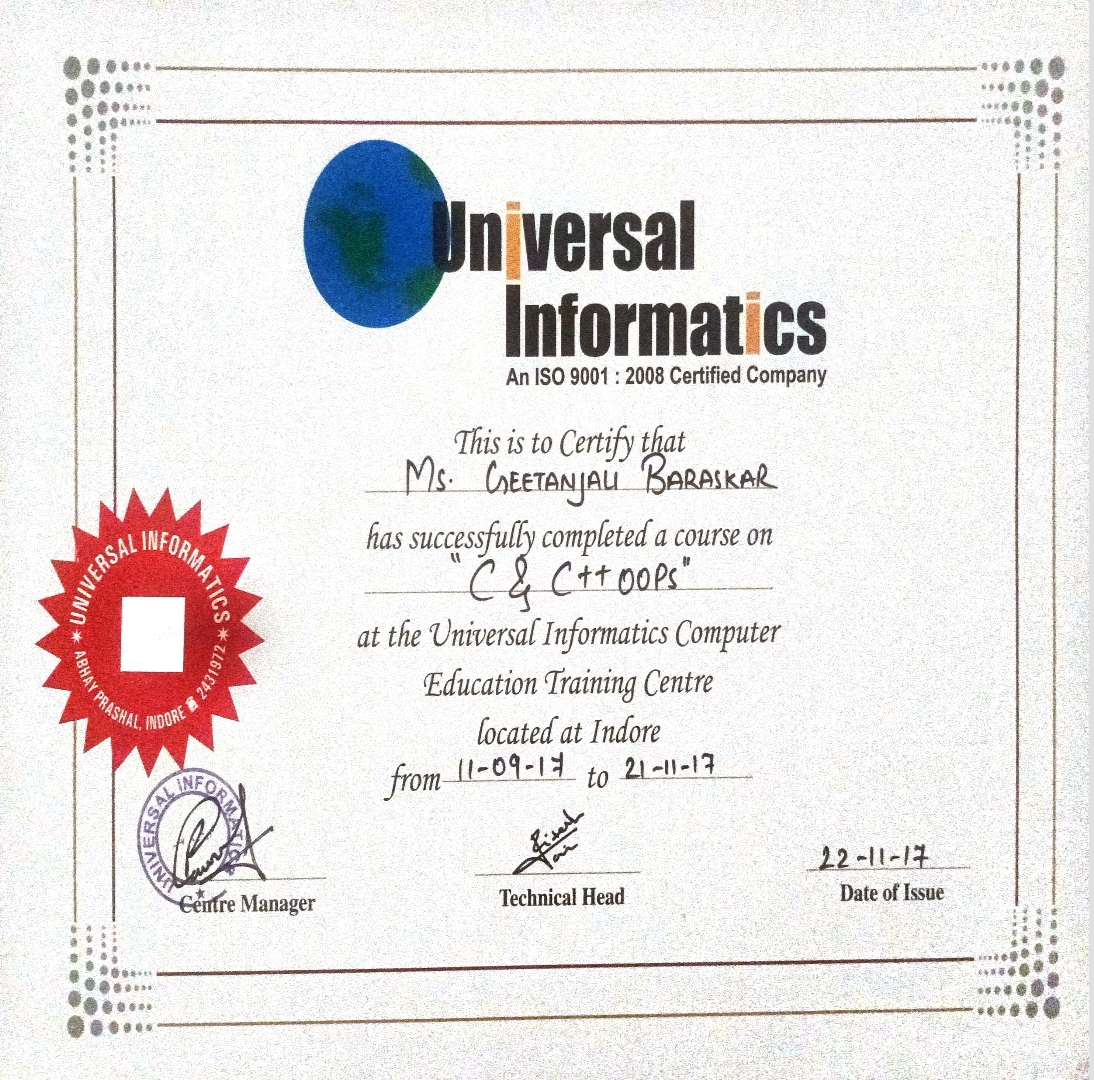 Universal
Informatics
An ISO 9001 : 2008 Certified Company
This is to Certify that
Ms. GEETANJALI BARASKAR
has successfully completed a course on
"C & C++ OOPs"
at the Universal Informatics Computer
Education Training Centre
located at Indore
from 11-09-17 to 21-11-17
★ UNIVERSAL INFORMATICS ★
ABHAY PRASHAL, INDORE ☎ 2431972
UNIVERSAL INFORMATICS
Centre Manager
Technical Head
22-11-17
Date of Issue